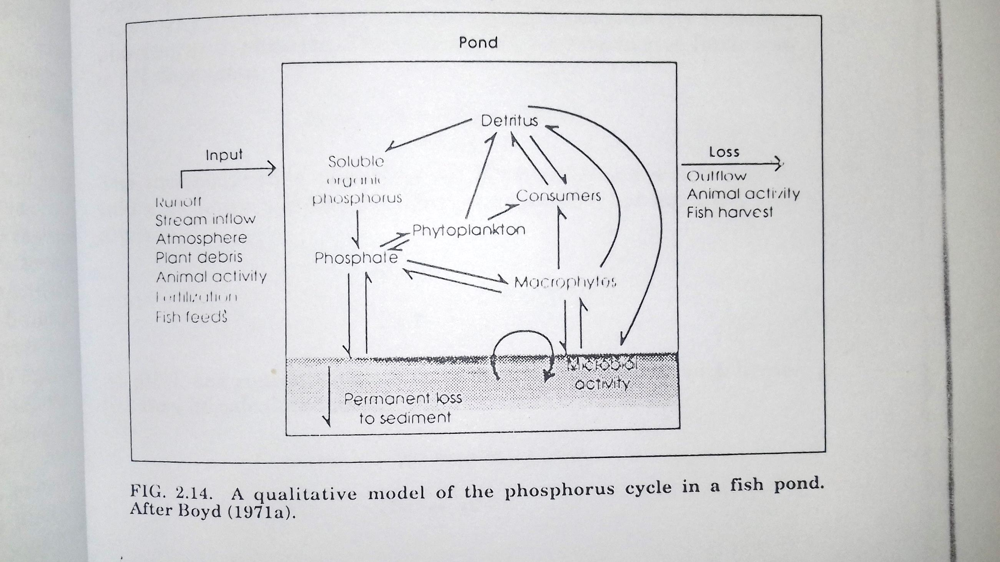 Pond
Input
Runoff
Stream inflow
Atmosphere
Plant debris
Animal activity
Fertilization
Fish feeds
Detritus
Soluble
organic
phosphorus
Consumers
Phytoplankton
Phosphate
Macrophytes
Microbial
activity
Permanent loss
to sediment
Loss
Outflow
Animal activity
Fish harvest
FIG. 2.14. A qualitative model of the phosphorus cycle in a fish pond.
After Boyd (1971a).